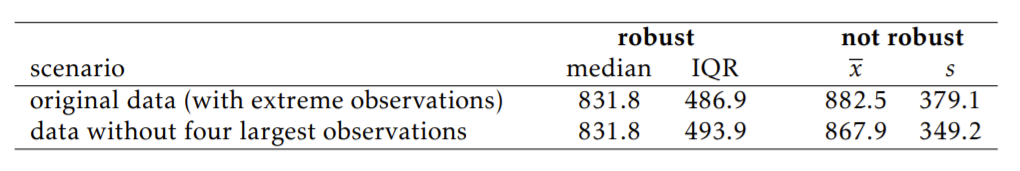 robust not robust
scenario median IQR x̄ s
original data (with extreme observations) 831.8 486.9 882.5 379.1
data without four largest observations 831.8 493.9 867.9 349.2